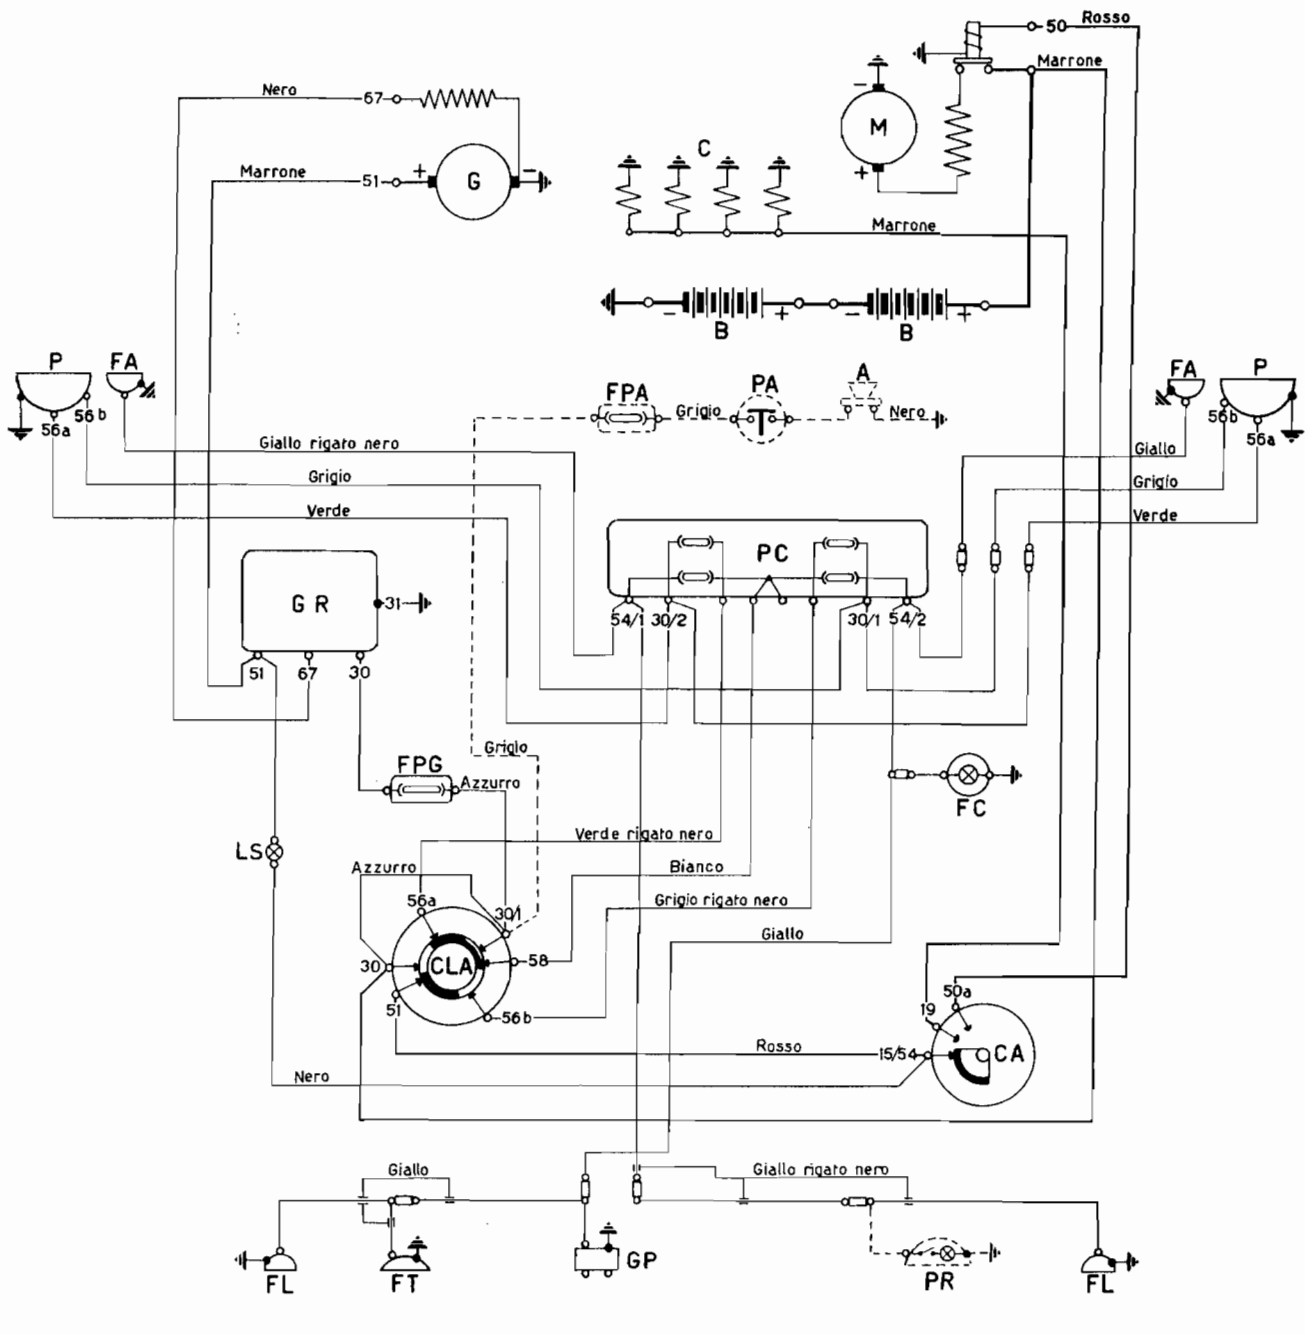 50 Rosso
Marrone
Nero 67
M
−
+
C
Marrone 51 + G −
Marrone
− B + − B +
P FA
56b
56a
FPA
Grigio
PA
A
Nero
FA P
56b
56a
Giallo rigato nero
Giallo
Grigio
Grigio
Verde
Verde
PC
GR
31
54/1 30/2 30/1 54/2
51 67 30
Grigio
FPG
Azzurro
FC
Verde rigato nero
LS
Azzurro
Bianco
56a
30/1
Grigio rigato nero
Giallo
30 CLA 58
51
56b
50a
19
Rosso
15/54 CA
Nero
Giallo
Giallo rigato nero
FL FT GP PR FL